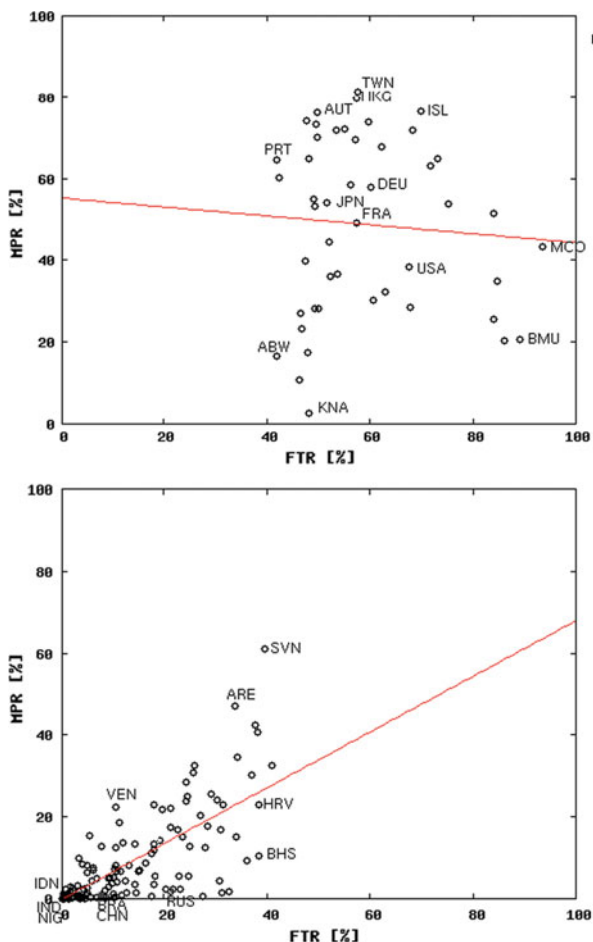 100
TWN
HKG
80
AUT
ISL
PRT
60
DEU
JPN
MPR [%]
FRA
MCO
40
USA
20
ABW
BMU
KNA
0
0 20 40 60 80 100
FTR [%]
100
80
MPR [%]
60
SVN
ARE
40
VEN
HRV
20
BHS
IDN
0
IND BRA RUS
NIG CHN
0 20 40 60 80 100
FTR [%]